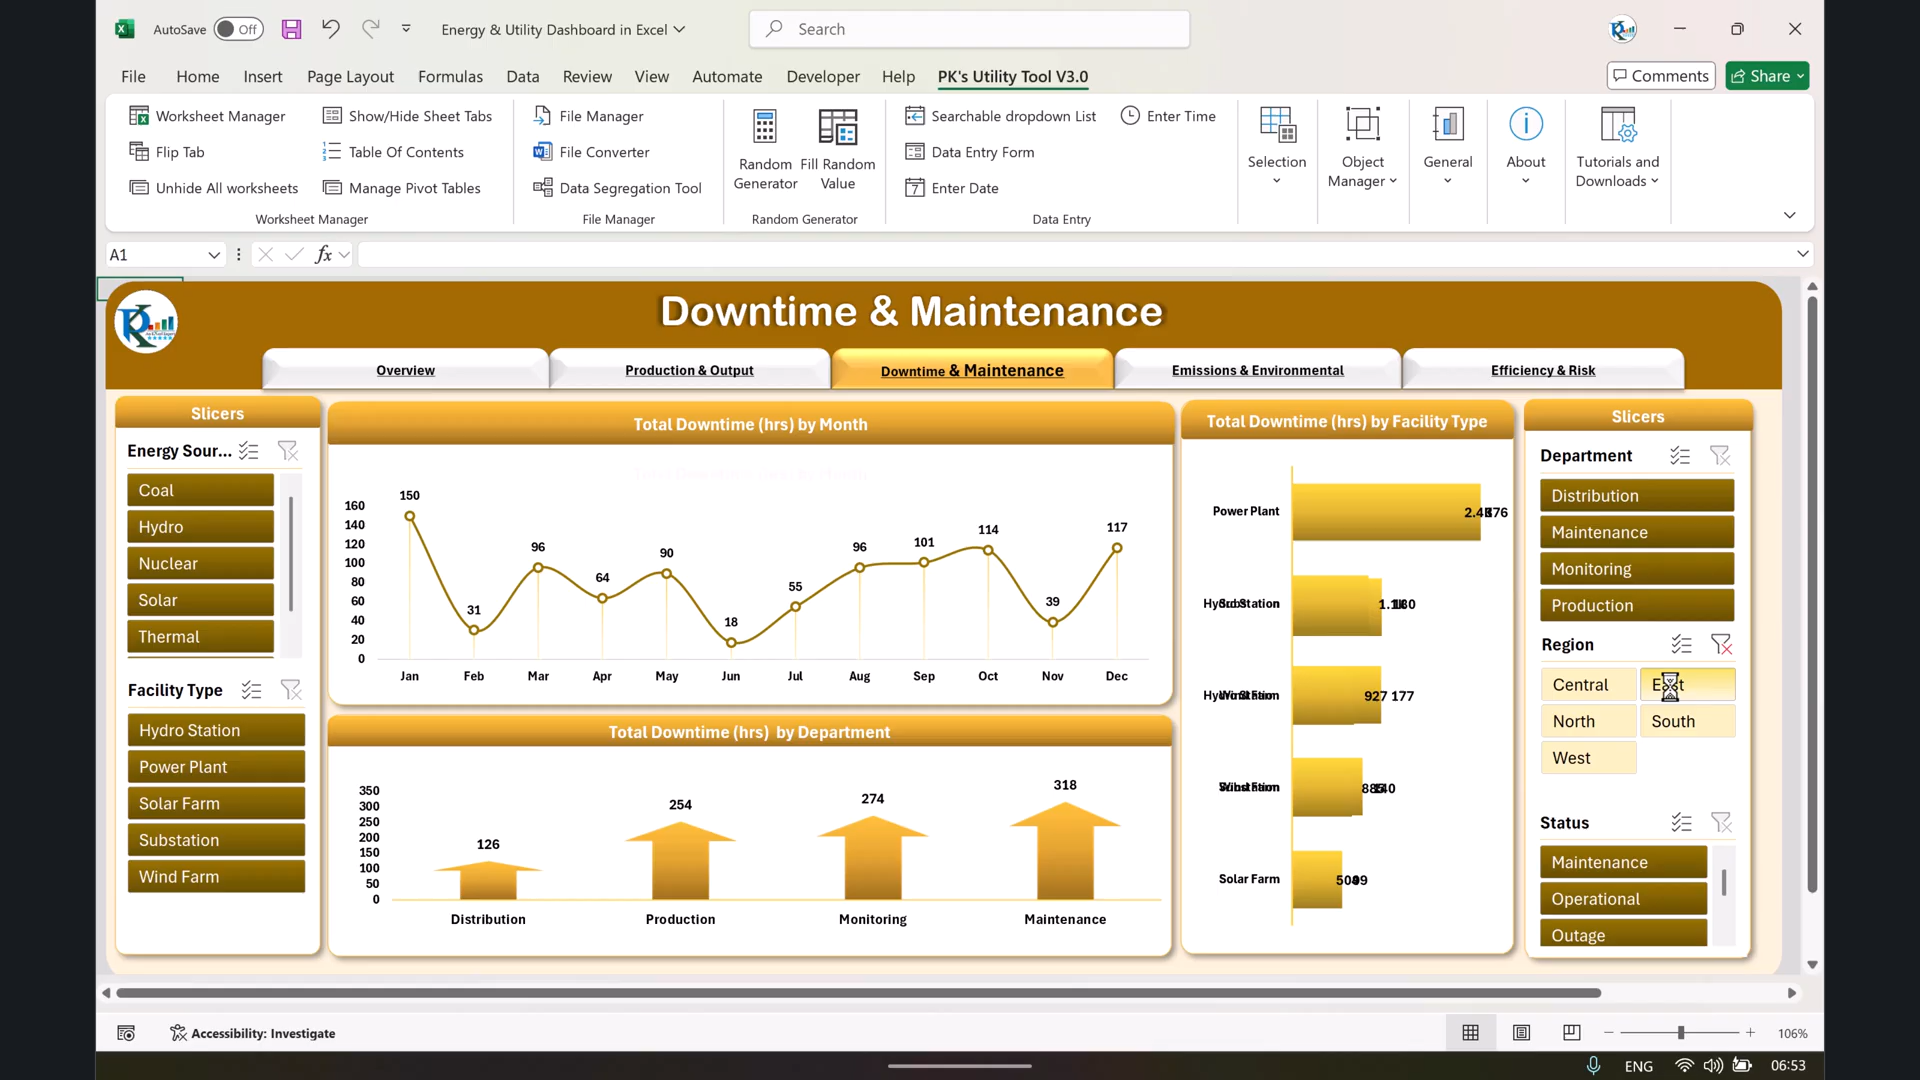 AutoSave Off Energy & Utility Dashboard in Excel Search
File Home Insert Page Layout Formulas Data Review View Automate Developer Help PK's Utility Tool V3.0 Comments Share
Worksheet Manager Show/Hide Sheet Tabs File Manager Searchable dropdown List Enter Time
Flip Tab Table Of Contents File Converter Data Entry Form
Unhide All worksheets Manage Pivot Tables Data Segregation Tool Enter Date
Random Generator
Fill Random Value
Selection
Object Manager
General
About
Tutorials and Downloads
Worksheet Manager File Manager Random Generator Data Entry
A1 fx
Downtime & Maintenance
Overview Production & Output Downtime & Maintenance Emissions & Environmental Efficiency & Risk
Slicers
Energy Sour...
Coal
Hydro
Nuclear
Solar
Thermal
Facility Type
Hydro Station
Power Plant
Solar Farm
Substation
Wind Farm
Total Downtime (hrs) by Month
160
140
120
100
80
60
40
20
0
150 31 96 64 90 18 55 96 101 114 39 117
Jan Feb Mar Apr May Jun Jul Aug Sep Oct Nov Dec
Total Downtime (hrs) by Department
350
300
250
200
150
100
50
0
126 254 274 318
Distribution Production Monitoring Maintenance
Total Downtime (hrs) by Facility Type
Power Plant
927 177
Solar Farm
Slicers
Department
Distribution
Maintenance
Monitoring
Production
Region
Central East
North South
West
Status
Maintenance
Operational
Outage
Accessibility: Investigate 106%
ENG 06:53